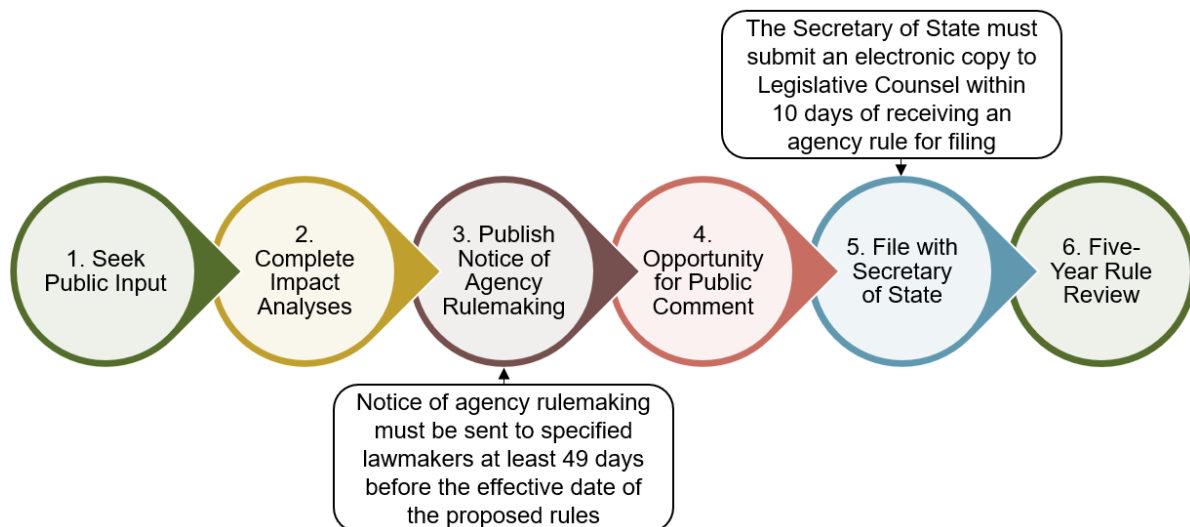 The Secretary of State must
submit an electronic copy to
Legislative Counsel within
10 days of receiving an
agency rule for filing
1. Seek
Public Input
2.
Complete
Impact
Analyses
3. Publish
Notice of
Agency
Rulemaking
4.
Opportunity
for Public
Comment
5. File with
Secretary
of State
6. Five-
Year Rule
Review
Notice of agency rulemaking
must be sent to specified
lawmakers at least 49 days
before the effective date of
the proposed rules